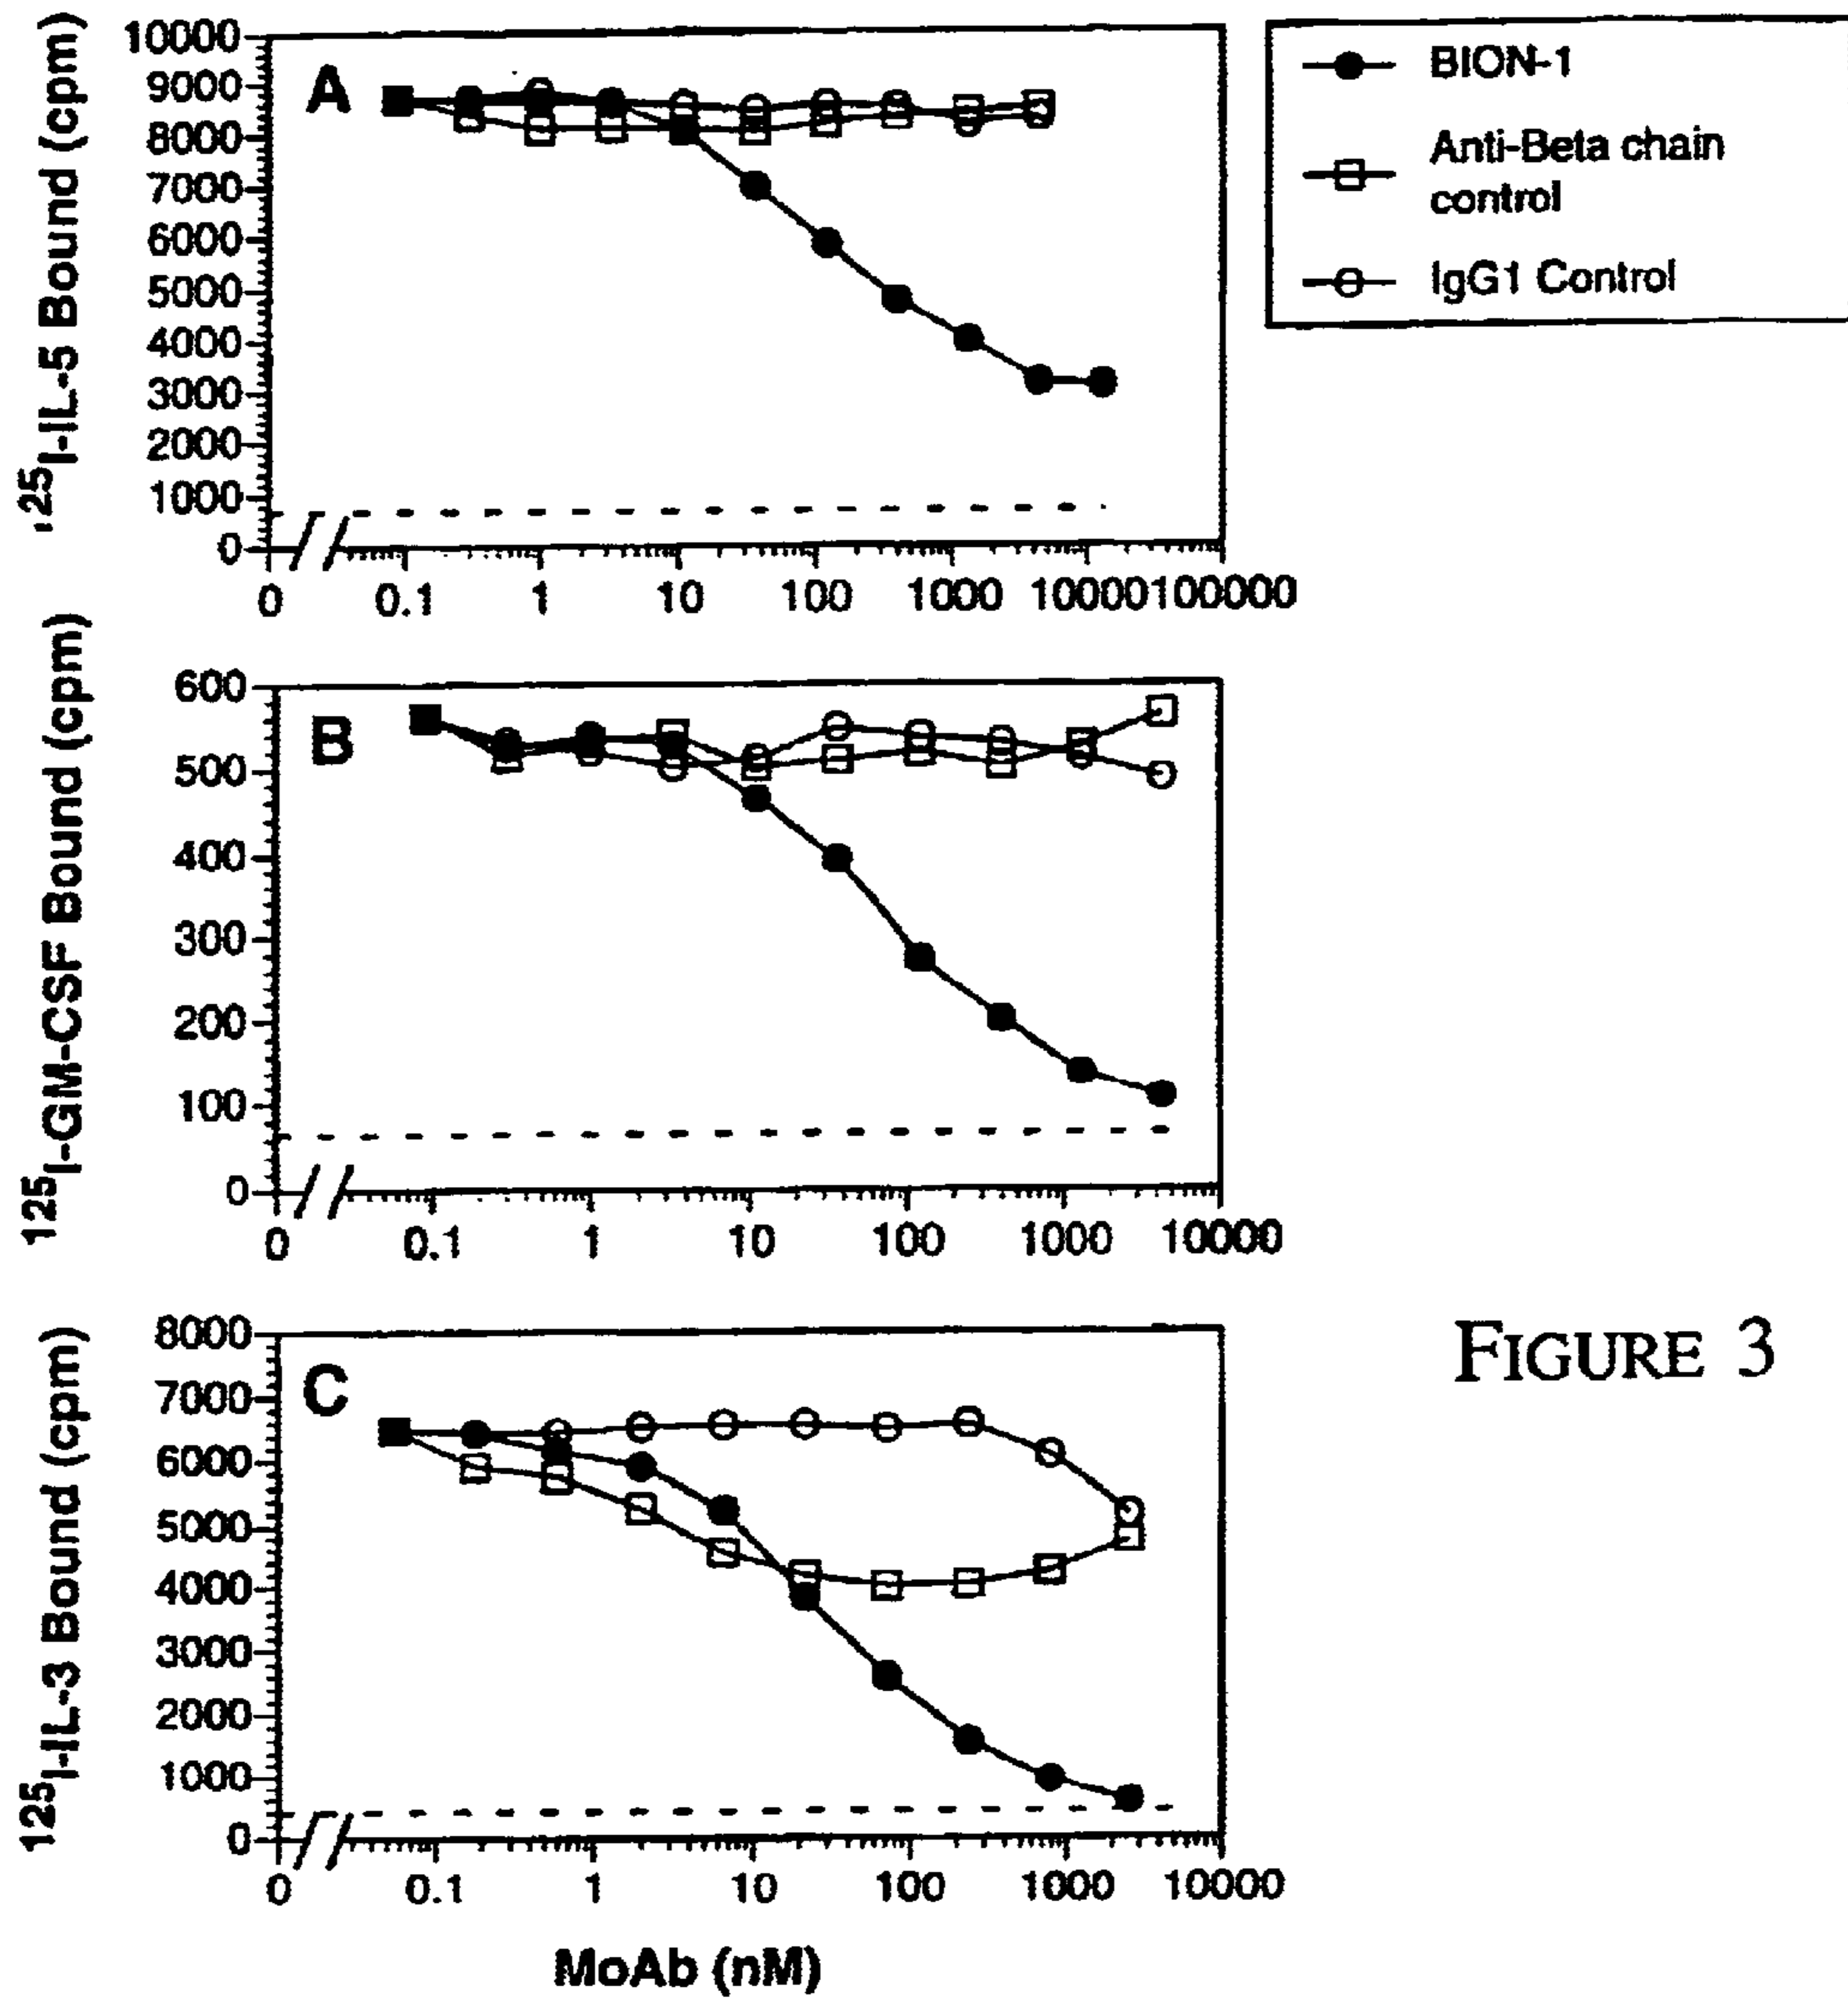 ¹25I-IL-5 Bound (cpm)
10000
9000
8000
7000
6000
5000
4000
3000
2000
1000
0
A
0 0.1 1 10 100 1000 10000 100000
BION-1
Anti-Beta chain
control
IgG1 Control
125I-GM-CSF Bound (cpm)
600
500
400
300
200
100
0
B
0 0.1 1 10 100 1000 10000
125I-IL-3 Bound (cpm)
8000
7000
6000
5000
4000
3000
2000
1000
0
C
0 0.1 1 10 100 1000 10000
MoAb (nM)
FIGURE 3